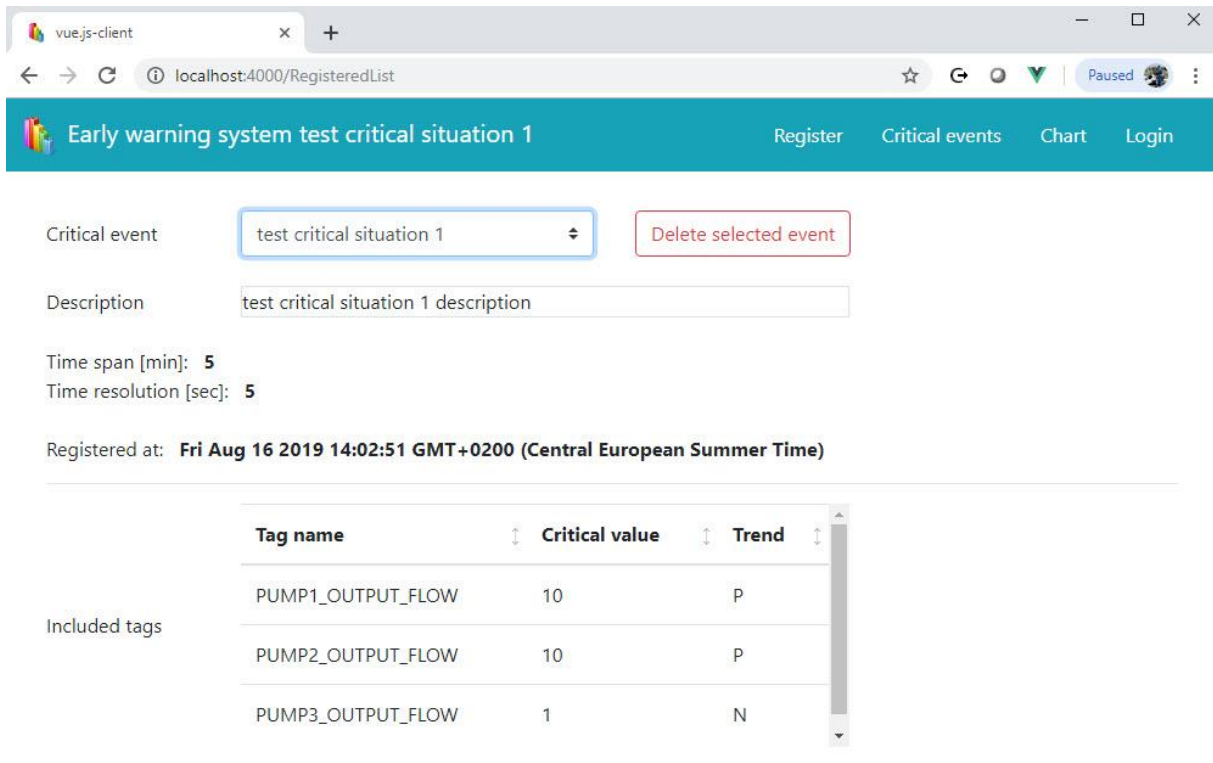 vue.js-client
localhost:4000/RegisteredList
Paused
Early warning system test critical situation 1 Register Critical events Chart Login
Critical event test critical situation 1 Delete selected event
Description test critical situation 1 description
Time span [min]: 5
Time resolution [sec]: 5
Registered at: Fri Aug 16 2019 14:02:51 GMT+0200 (Central European Summer Time)
Tag name Critical value Trend
PUMP1_OUTPUT_FLOW 10 P
Included tags
PUMP2_OUTPUT_FLOW 10 P
PUMP3_OUTPUT_FLOW 1 N